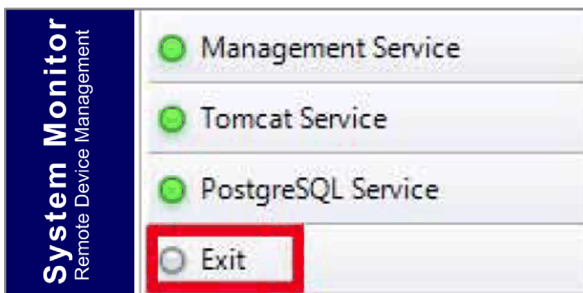 System Monitor
Remote Device Management
Management Service
Tomcat Service
PostgreSQL Service
Exit